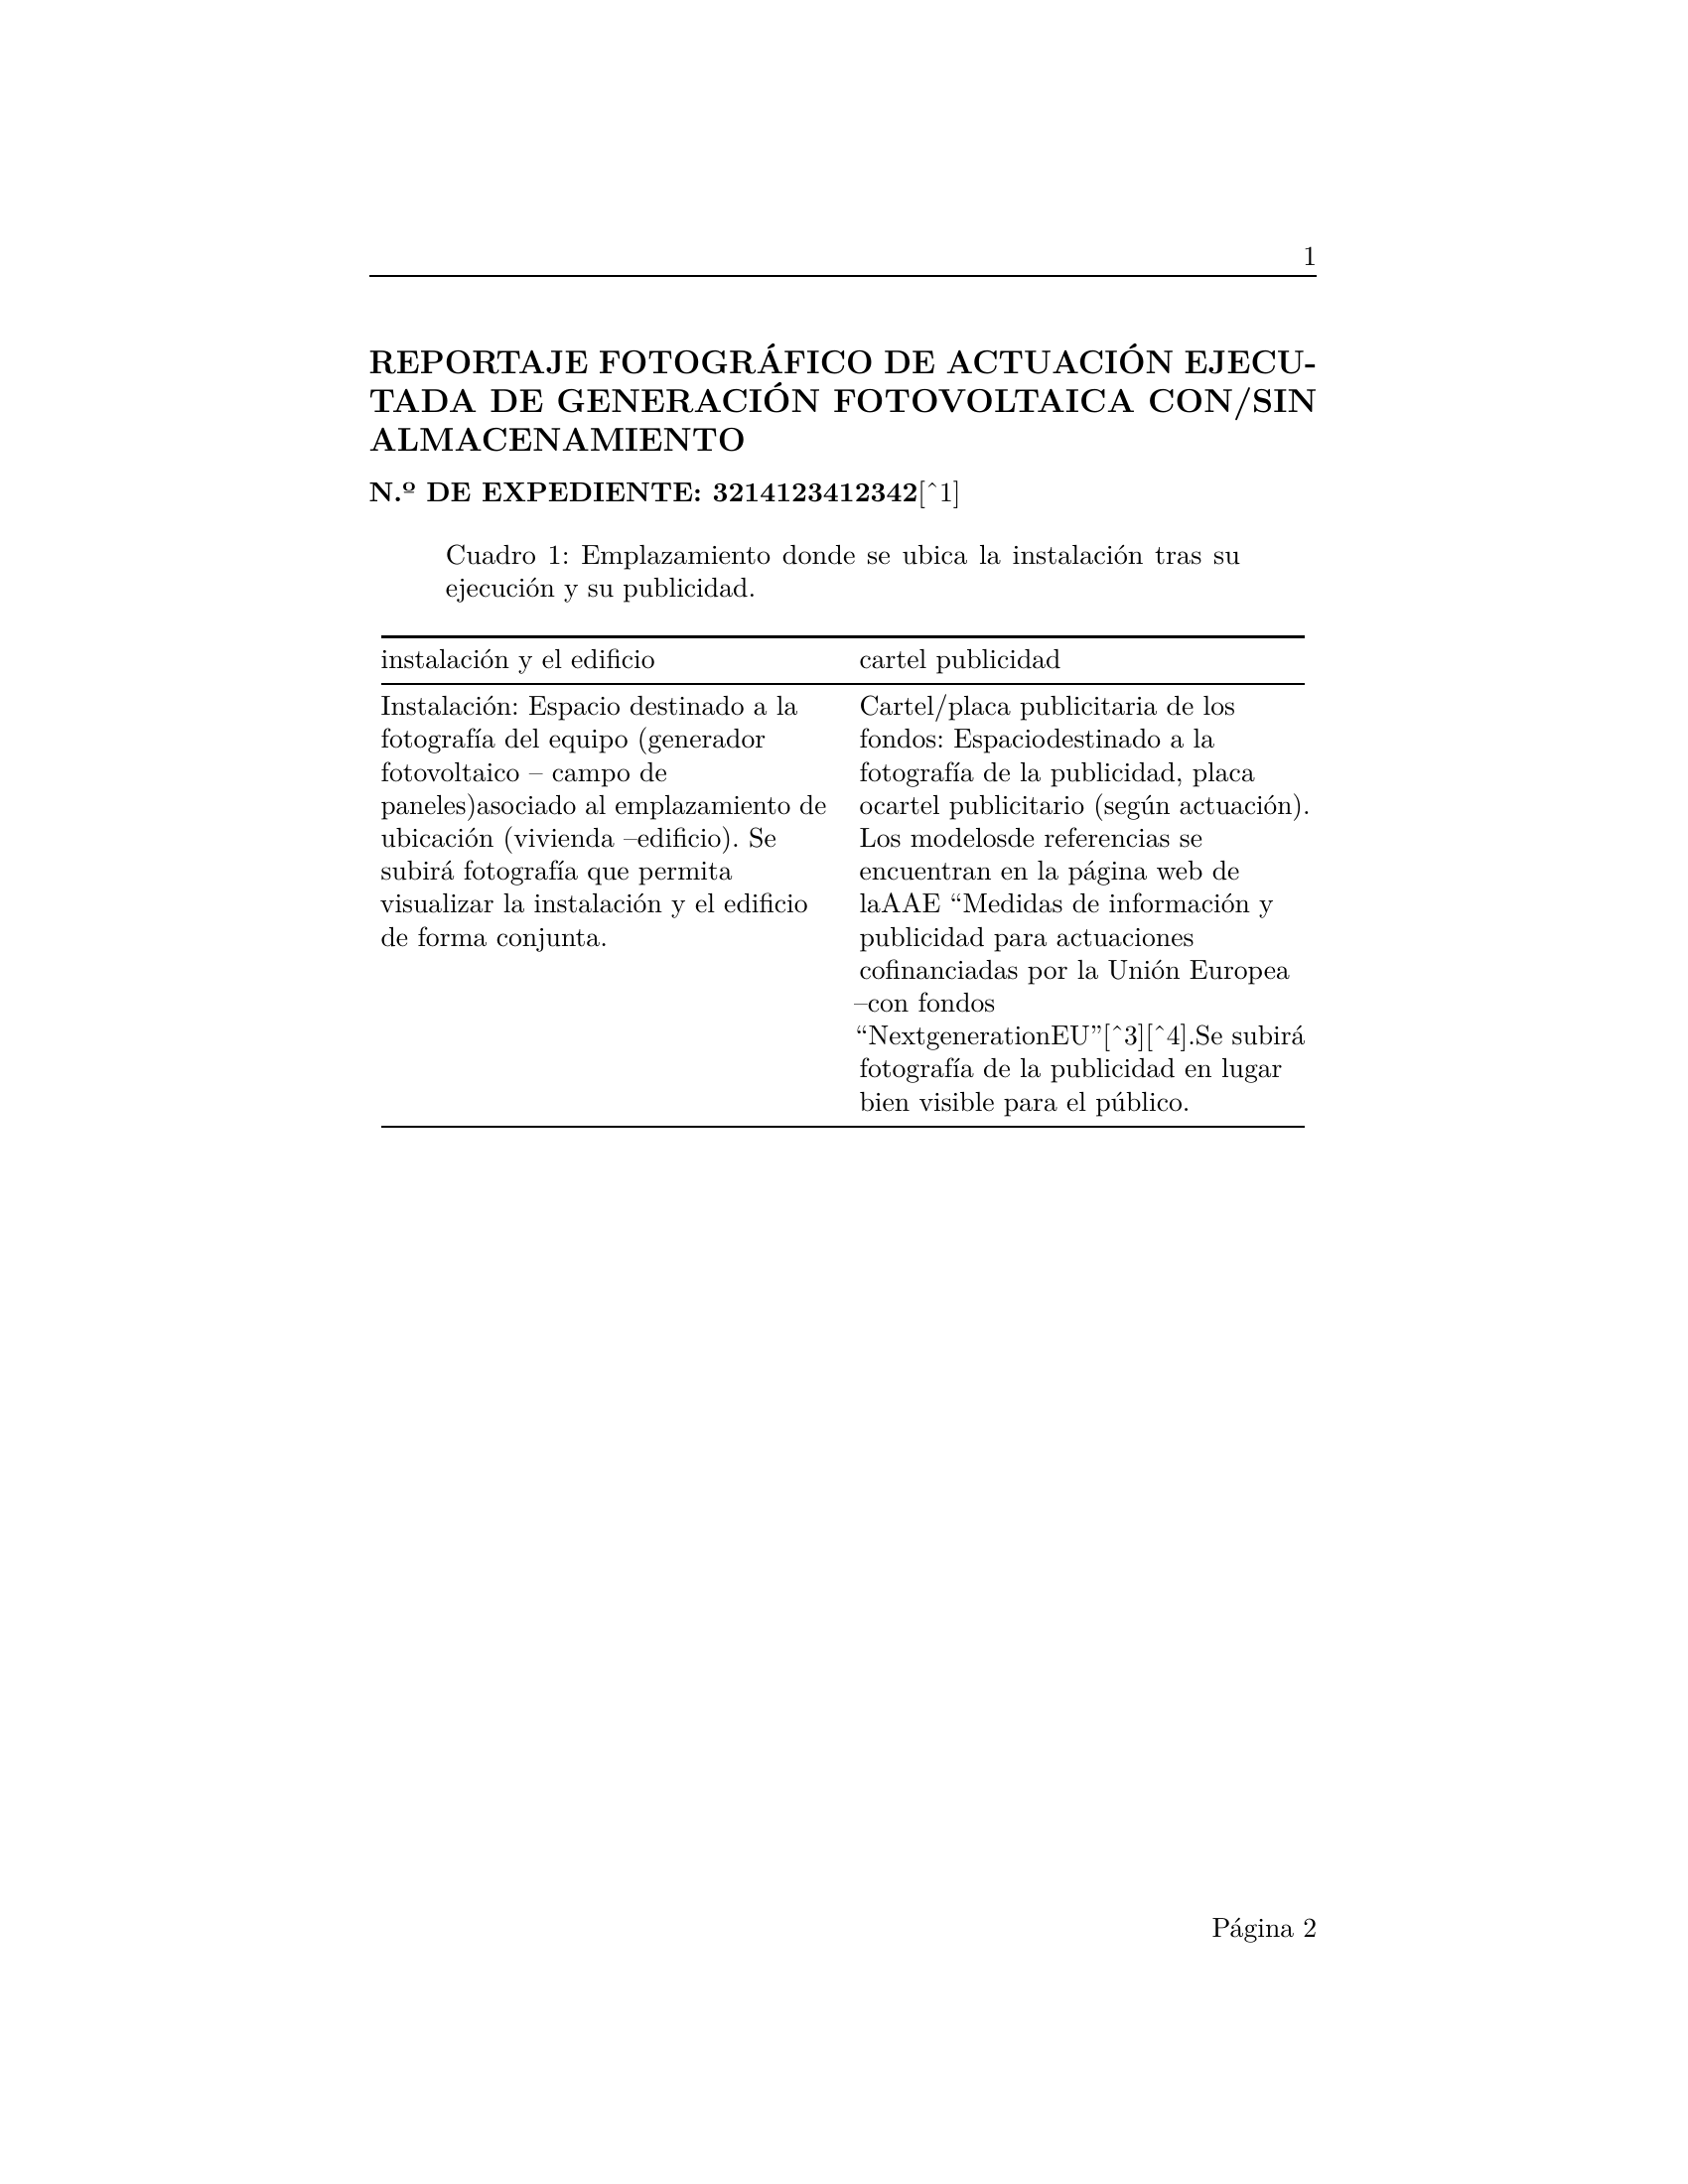 1
REPORTAJE FOTOGRÁFICO DE ACTUACIÓN EJECU-
TADA DE GENERACIÓN FOTOVOLTAICA CON/SIN
ALMACENAMIENTO
N.º DE EXPEDIENTE: 3214123412342[^1]
Cuadro 1: Emplazamiento donde se ubica la instalación tras su
ejecución y su publicidad.
instalación y el edificio
Instalación: Espacio destinado a la
fotografía del equipo (generador
fotovoltaico – campo de
paneles)asociado al emplazamiento de
ubicación (vivienda –edificio). Se
subirá fotografía que permita
visualizar la instalación y el edificio
de forma conjunta.
cartel publicidad
Cartel/placa publicitaria de los
fondos: Espaciodestinado a la
fotografía de la publicidad, placa
ocartel publicitario (según actuación).
Los modelosde referencias se
encuentran en la página web de
laAAE “Medidas de información y
publicidad para actuaciones
cofinanciadas por la Unión Europea
–con fondos
“NextgenerationEU”[^3][^4].Se subirá
fotografía de la publicidad en lugar
bien visible para el público.
Página 2